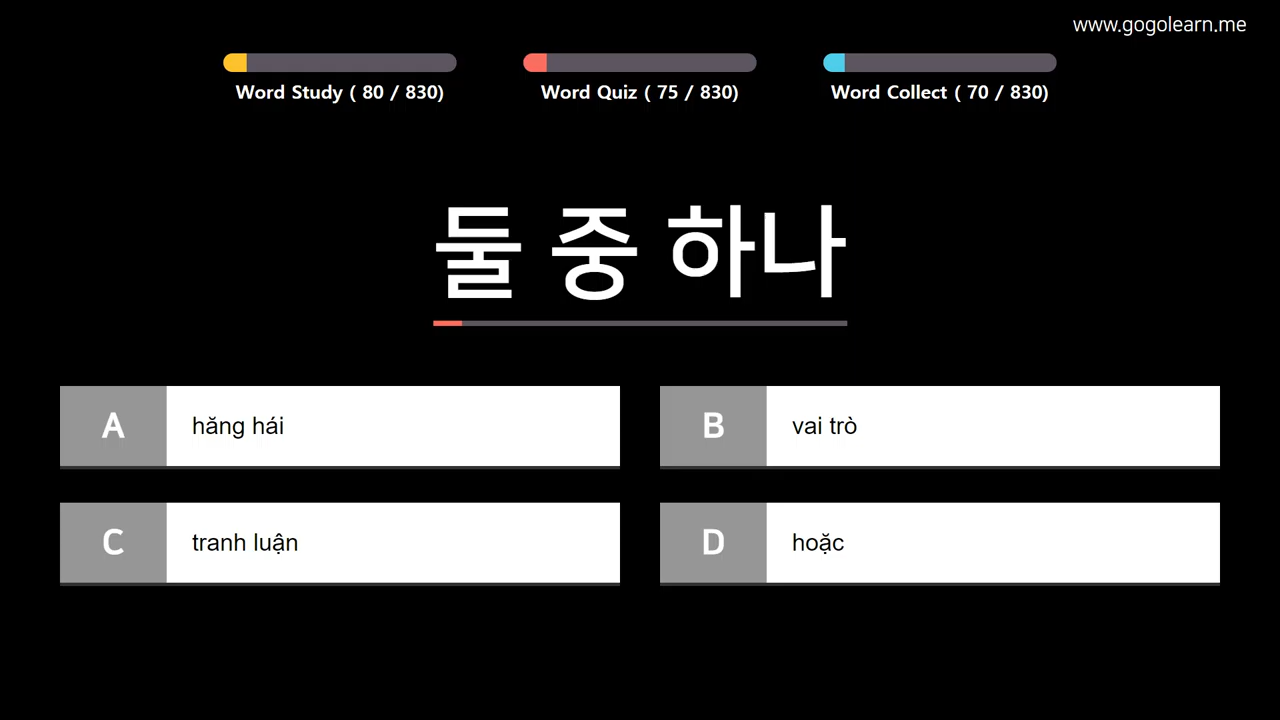 www.gogolearn.me
Word Study ( 80 / 830)
Word Quiz ( 75 / 830)
Word Collect ( 70 / 830)
둘 중 하나
A hăng hái
B vai trò
C tranh luận
D hoặc